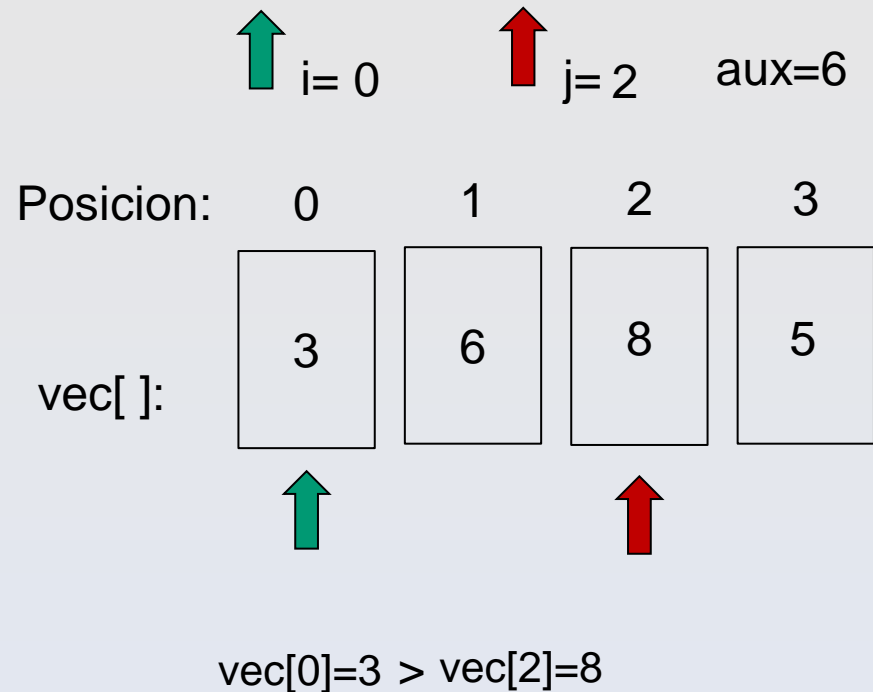 i= 0 j= 2 aux=6
Posicion: 0 1 2 3
vec[ ]: 3 6 8 5
vec[0]=3 > vec[2]=8